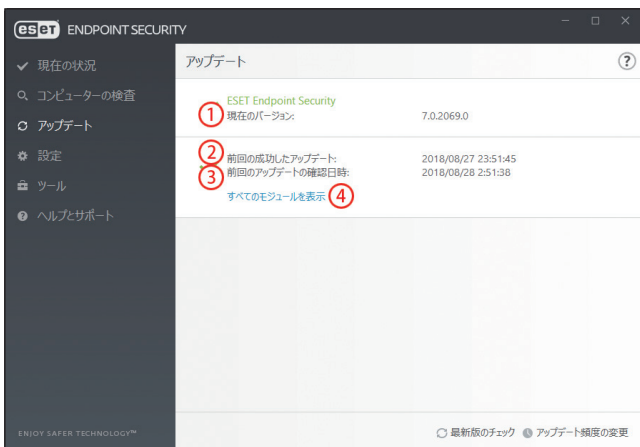 eset ENDPOINT SECURITY
現在の状況
コンピューターの検査
アップデート
設定
ツール
ヘルプとサポート
ENJOY SAFER TECHNOLOGY™
アップデート
?
ESET Endpoint Security
① 現在のバージョン: 7.0.2069.0
② 前回の成功したアップデート: 2018/08/27 23:51:45
③ 前回のアップデートの確認日時: 2018/08/28 2:51:38
すべてのモジュールを表示 ④
最新版のチェック アップデート頻度の変更